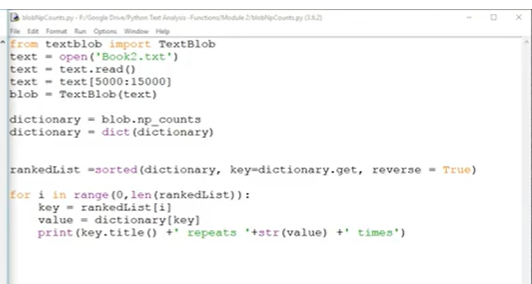 blobNpCounts.py - P:/Google Drive/Python Text Analysis -Functions/Module 2/blobNpCounts.py (3.6.2)
File Edit Format Run Options Window Help
from textblob import TextBlob
text = open('Book2.txt')
text = text.read()
text = text[5000:15000]
blob = TextBlob(text)
dictionary = blob.np_counts
dictionary = dict(dictionary)
rankedList =sorted(dictionary, key=dictionary.get, reverse = True)
for i in range(0,len(rankedList)):
    key = rankedList[i]
    value = dictionary[key]
    print(key.title() +' repeats '+str(value) +' times')